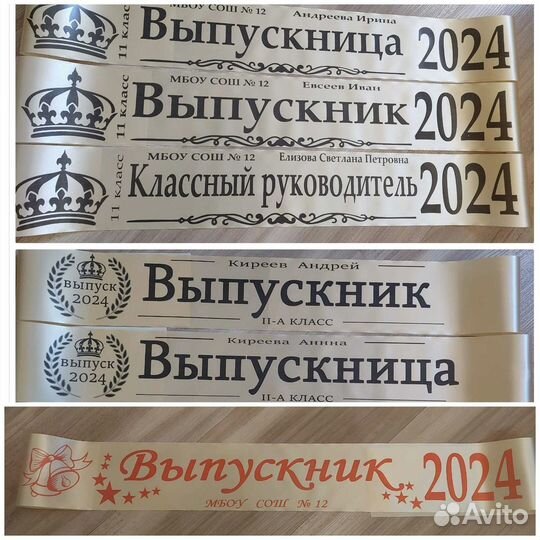 МБОУ СОШ № 12 Андреева Ирина
11 класс Выпускница 2024
МБОУ СОШ № 12 Евсеев Иван
11 класс Выпускник 2024
МБОУ СОШ № 12 Елизова Светлана Петровна
11 класс Классный руководитель 2024
Киреев Андрей
выпуск
2024
Выпускник
11-А КЛАСС
Киреева Аннна
выпуск
2024
Выпускница
11-А КЛАСС
Выпускник 2024
МБОУ СОШ № 12
Avito